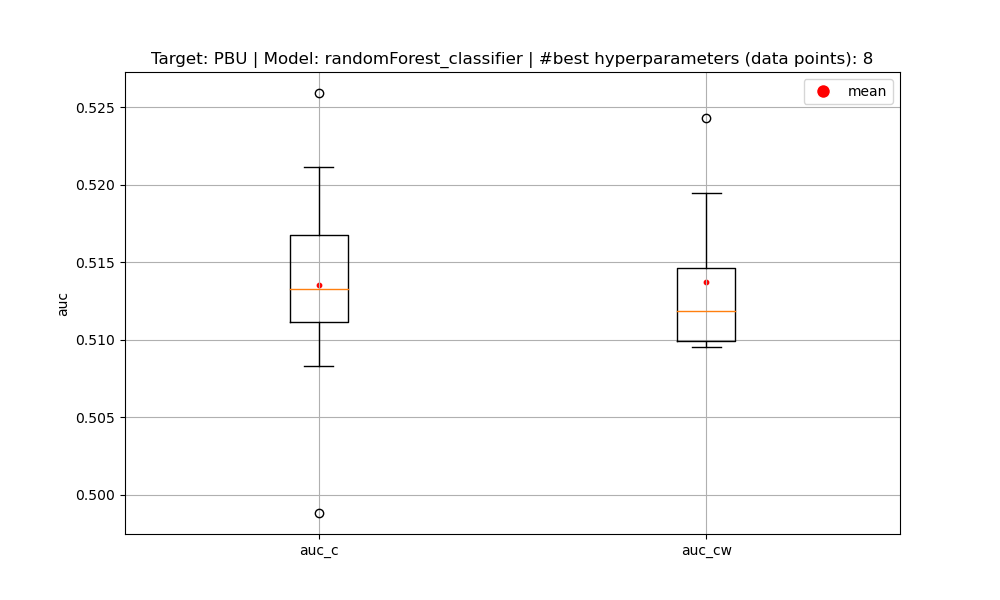 Target: PBU | Model: randomForest_classifier | #best hyperparameters (data points): 8
mean
0.525
0.520
0.515
0.510
0.505
0.500
auc
auc_c
auc_cw